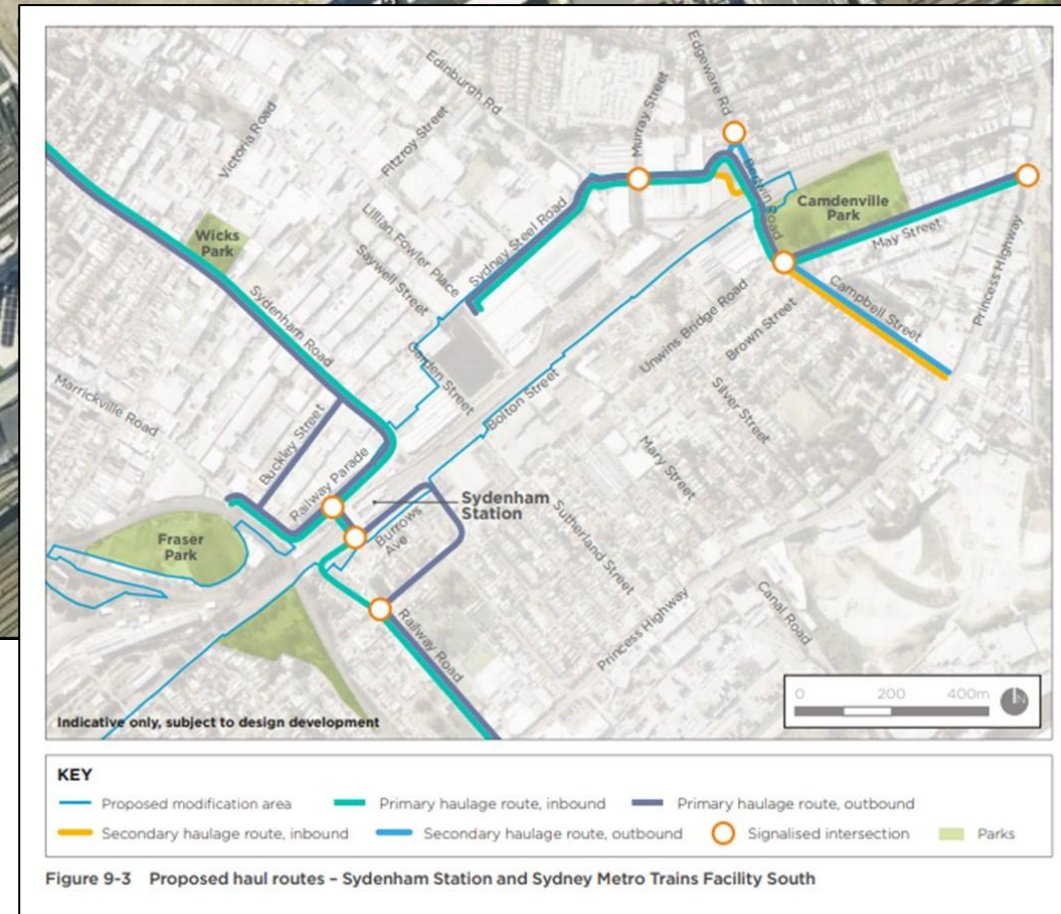 Edgeware Rd
Edinburgh Rd
Murray Street
Victoria Road
Fitzroy Street
Bedwin Road
Camdenville
Park
May Street
Princess Highway
Wicks
Park
Lillian Fowler Place
Sydney Steel Road
Saywell Street
Sydenham Road
Campbell Street
Unwins Bridge Road
Brown Street
Garden Street
Bolton Street
Silver Street
Marrickville Road
Buckley Street
Railway Parade
Mary Street
Sydenham
Station
Burrows
Ave
Sutherland Street
Fraser
Park
Railway Road
Princess Highway
Canal Road
0 200 400m
N
Indicative only, subject to design development
KEY
Proposed modification area Primary haulage route, inbound Primary haulage route, outbound
Secondary haulage route, inbound Secondary haulage route, outbound Signalised intersection Parks
Figure 9-3 Proposed haul routes – Sydenham Station and Sydney Metro Trains Facility South